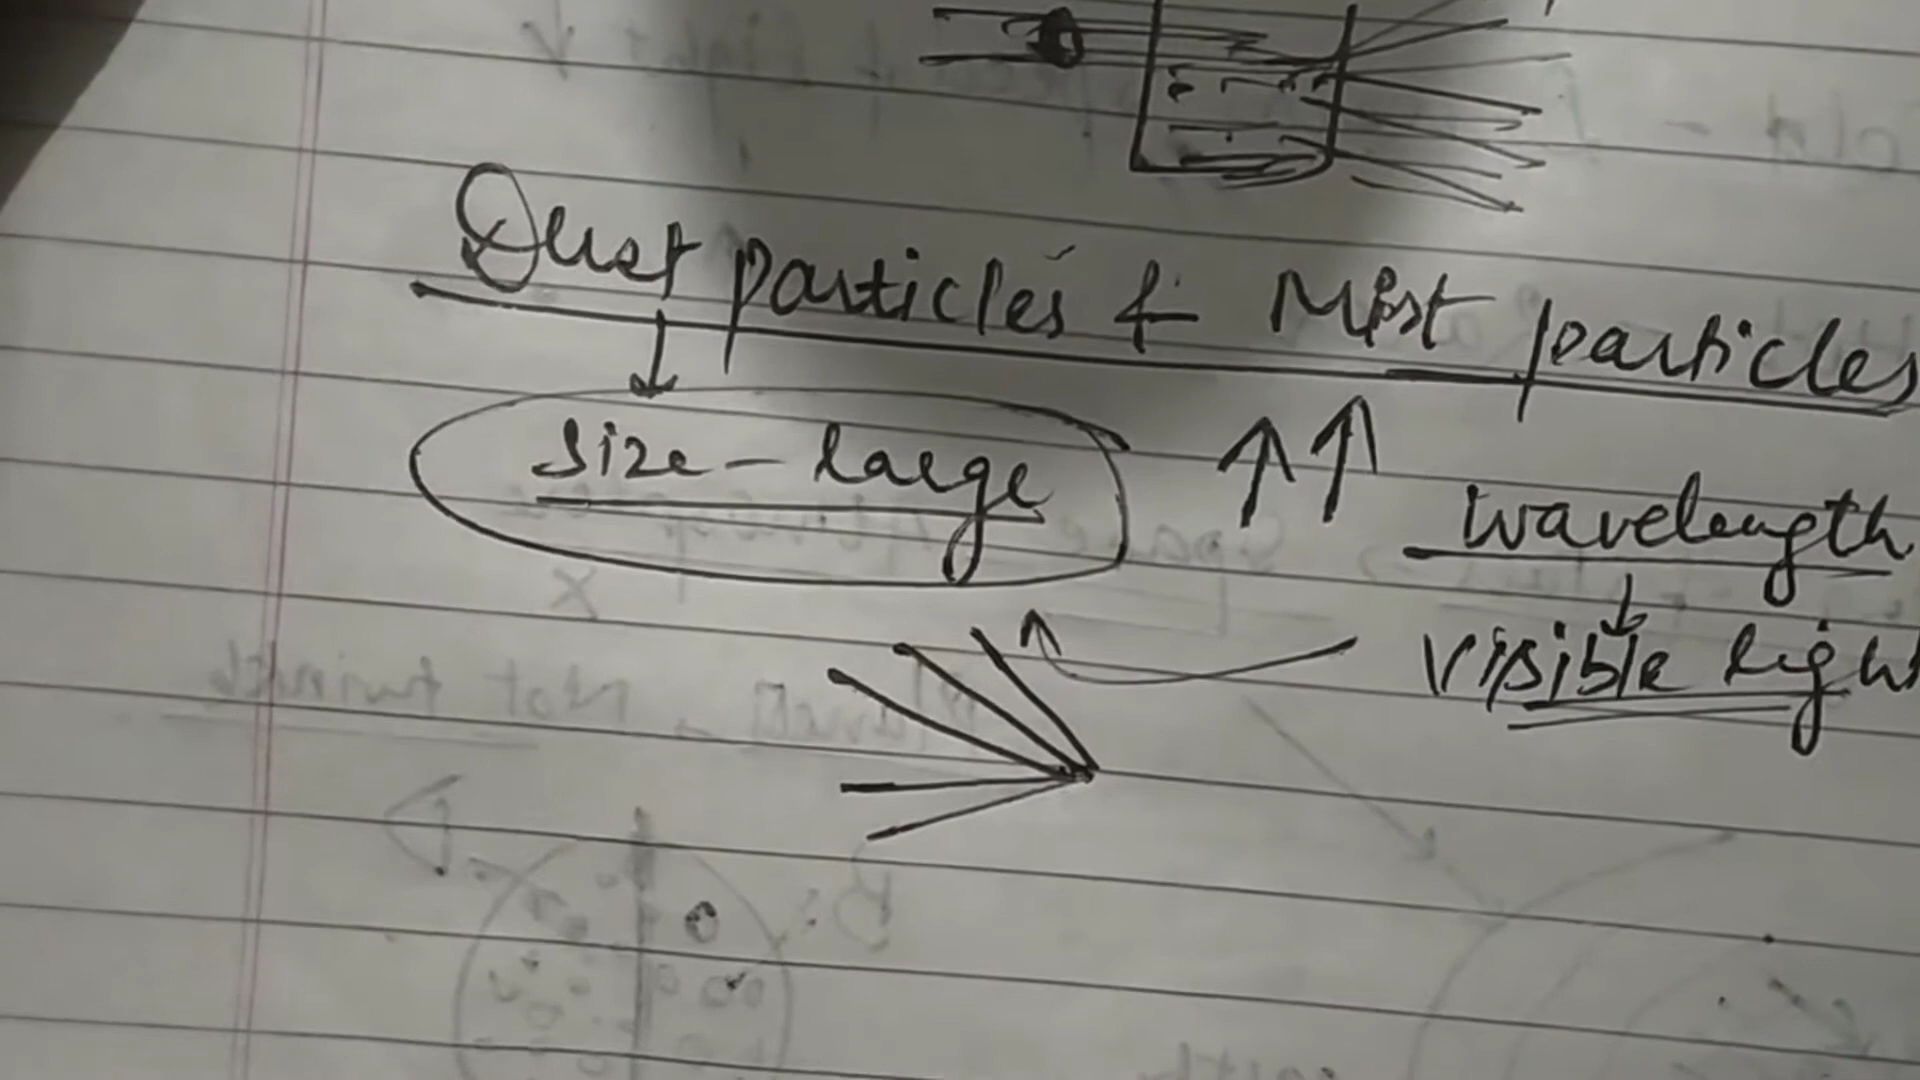 Dust particles & Mist particles
size - large ↑↑ wavelength
visible light